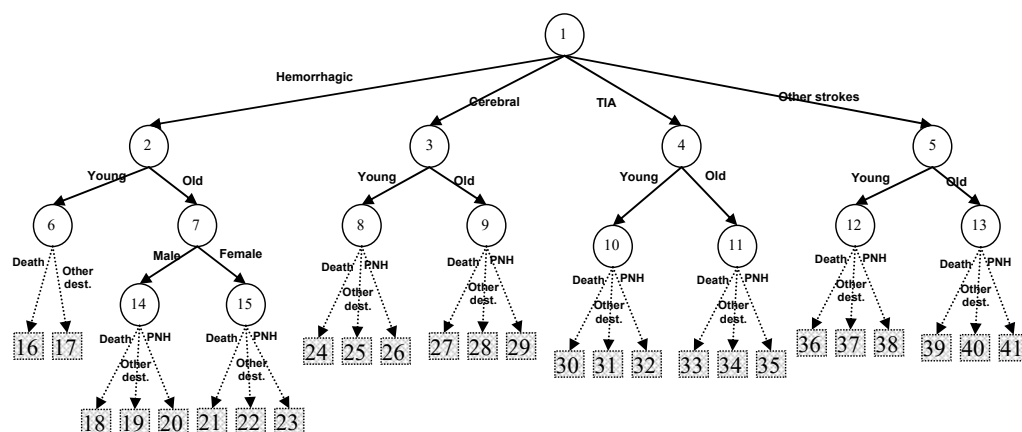 1
Hemorrhagic
Cerebral
TIA
Other strokes
2
3
4
5
Young
Old
Young
Old
Young
Old
Young
Old
6
7
8
9
10
11
12
13
Death
Other
dest.
Male
Female
Death
PNH
Other
dest.
Death
PNH
Other
dest.
Death
PNH
Other
dest.
Death
PNH
Other
dest.
Death
PNH
Other
dest.
Death
PNH
Other
dest.
14
15
16
17
Death
PNH
Other
dest.
Death
PNH
Other
dest.
24
25
26
27
28
29
30
31
32
33
34
35
36
37
38
39
40
41
18
19
20
21
22
23